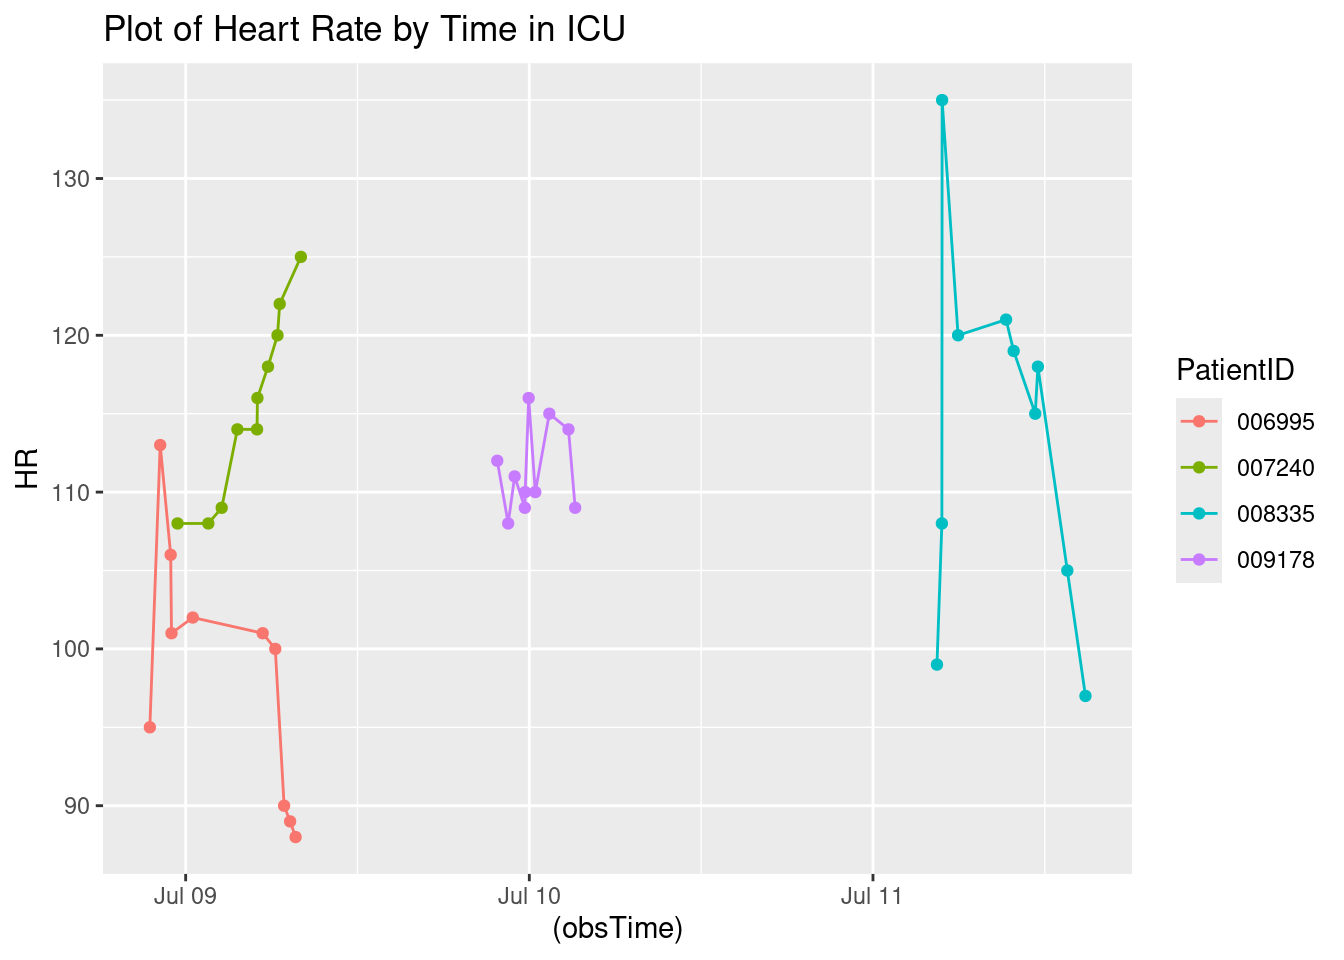 Plot of Heart Rate by Time in ICU
130
120
110
100
90
HR
Jul 09
Jul 10
Jul 11
(obsTime)
PatientID
006995
007240
008335
009178